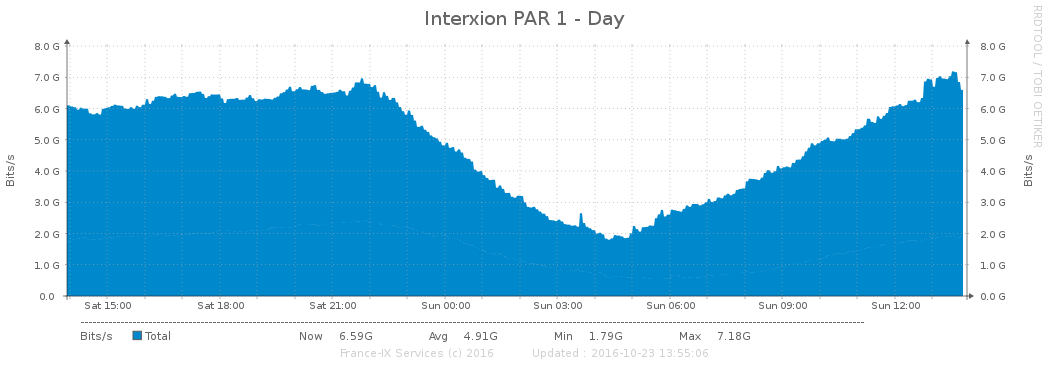 Interxion PAR 1 - Day
RRDTOOL / TOBI OETIKER
Bits/s
8.0 G 8.0 G
7.0 G 7.0 G
6.0 G 6.0 G
5.0 G 5.0 G
4.0 G 4.0 G
3.0 G 3.0 G
2.0 G 2.0 G
1.0 G 1.0 G
0.0 0.0 G
Bits/s
Sat 15:00 Sat 18:00 Sat 21:00 Sun 00:00 Sun 03:00 Sun 06:00 Sun 09:00 Sun 12:00
Bits/s Total Now 6.59G Avg 4.91G Min 1.79G Max 7.18G
France-IX Services (c) 2016 Updated : 2016-10-23 13:55:06